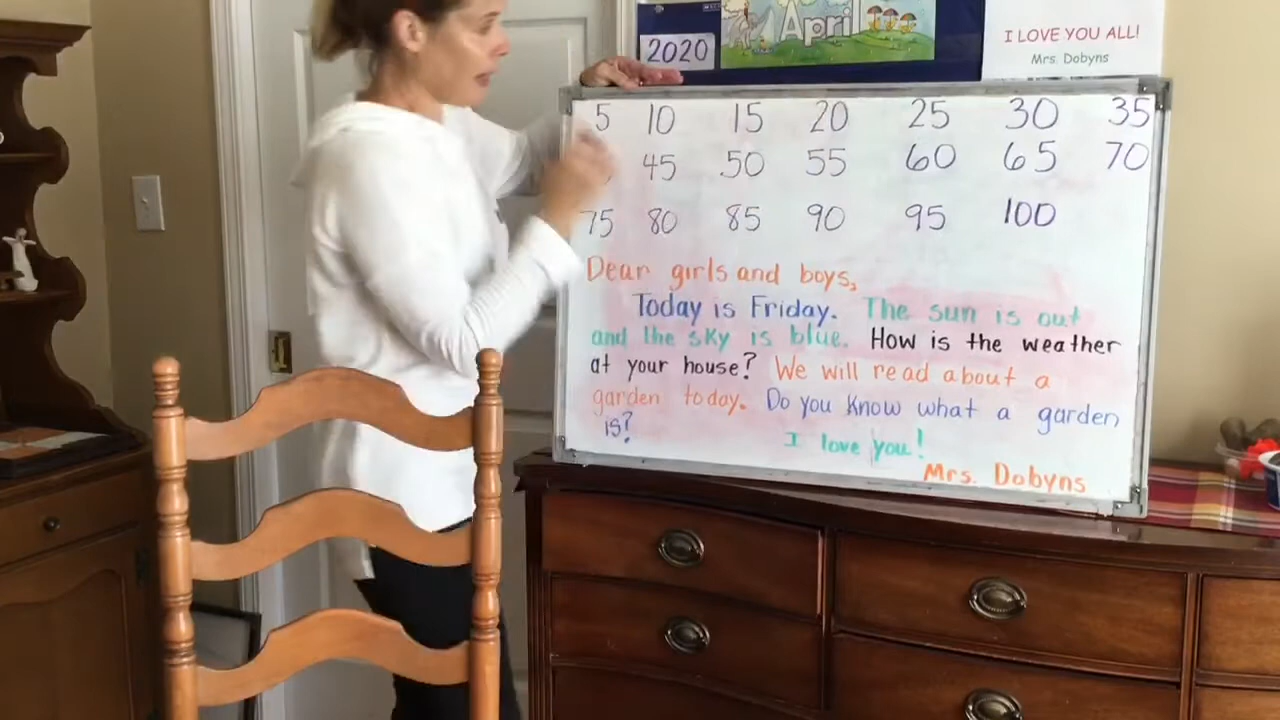 April
2020
I LOVE YOU ALL!
Mrs. Dobyns
5 10 15 20 25 30 35
45 50 55 60 65 70
75 80 85 90 95 100
Dear girls and boys,
Today is Friday. The sun is out
and the sky is blue. How is the weather
at your house? We will read about a
garden today. Do you know what a garden
is?
I love you!
Mrs. Dobyns